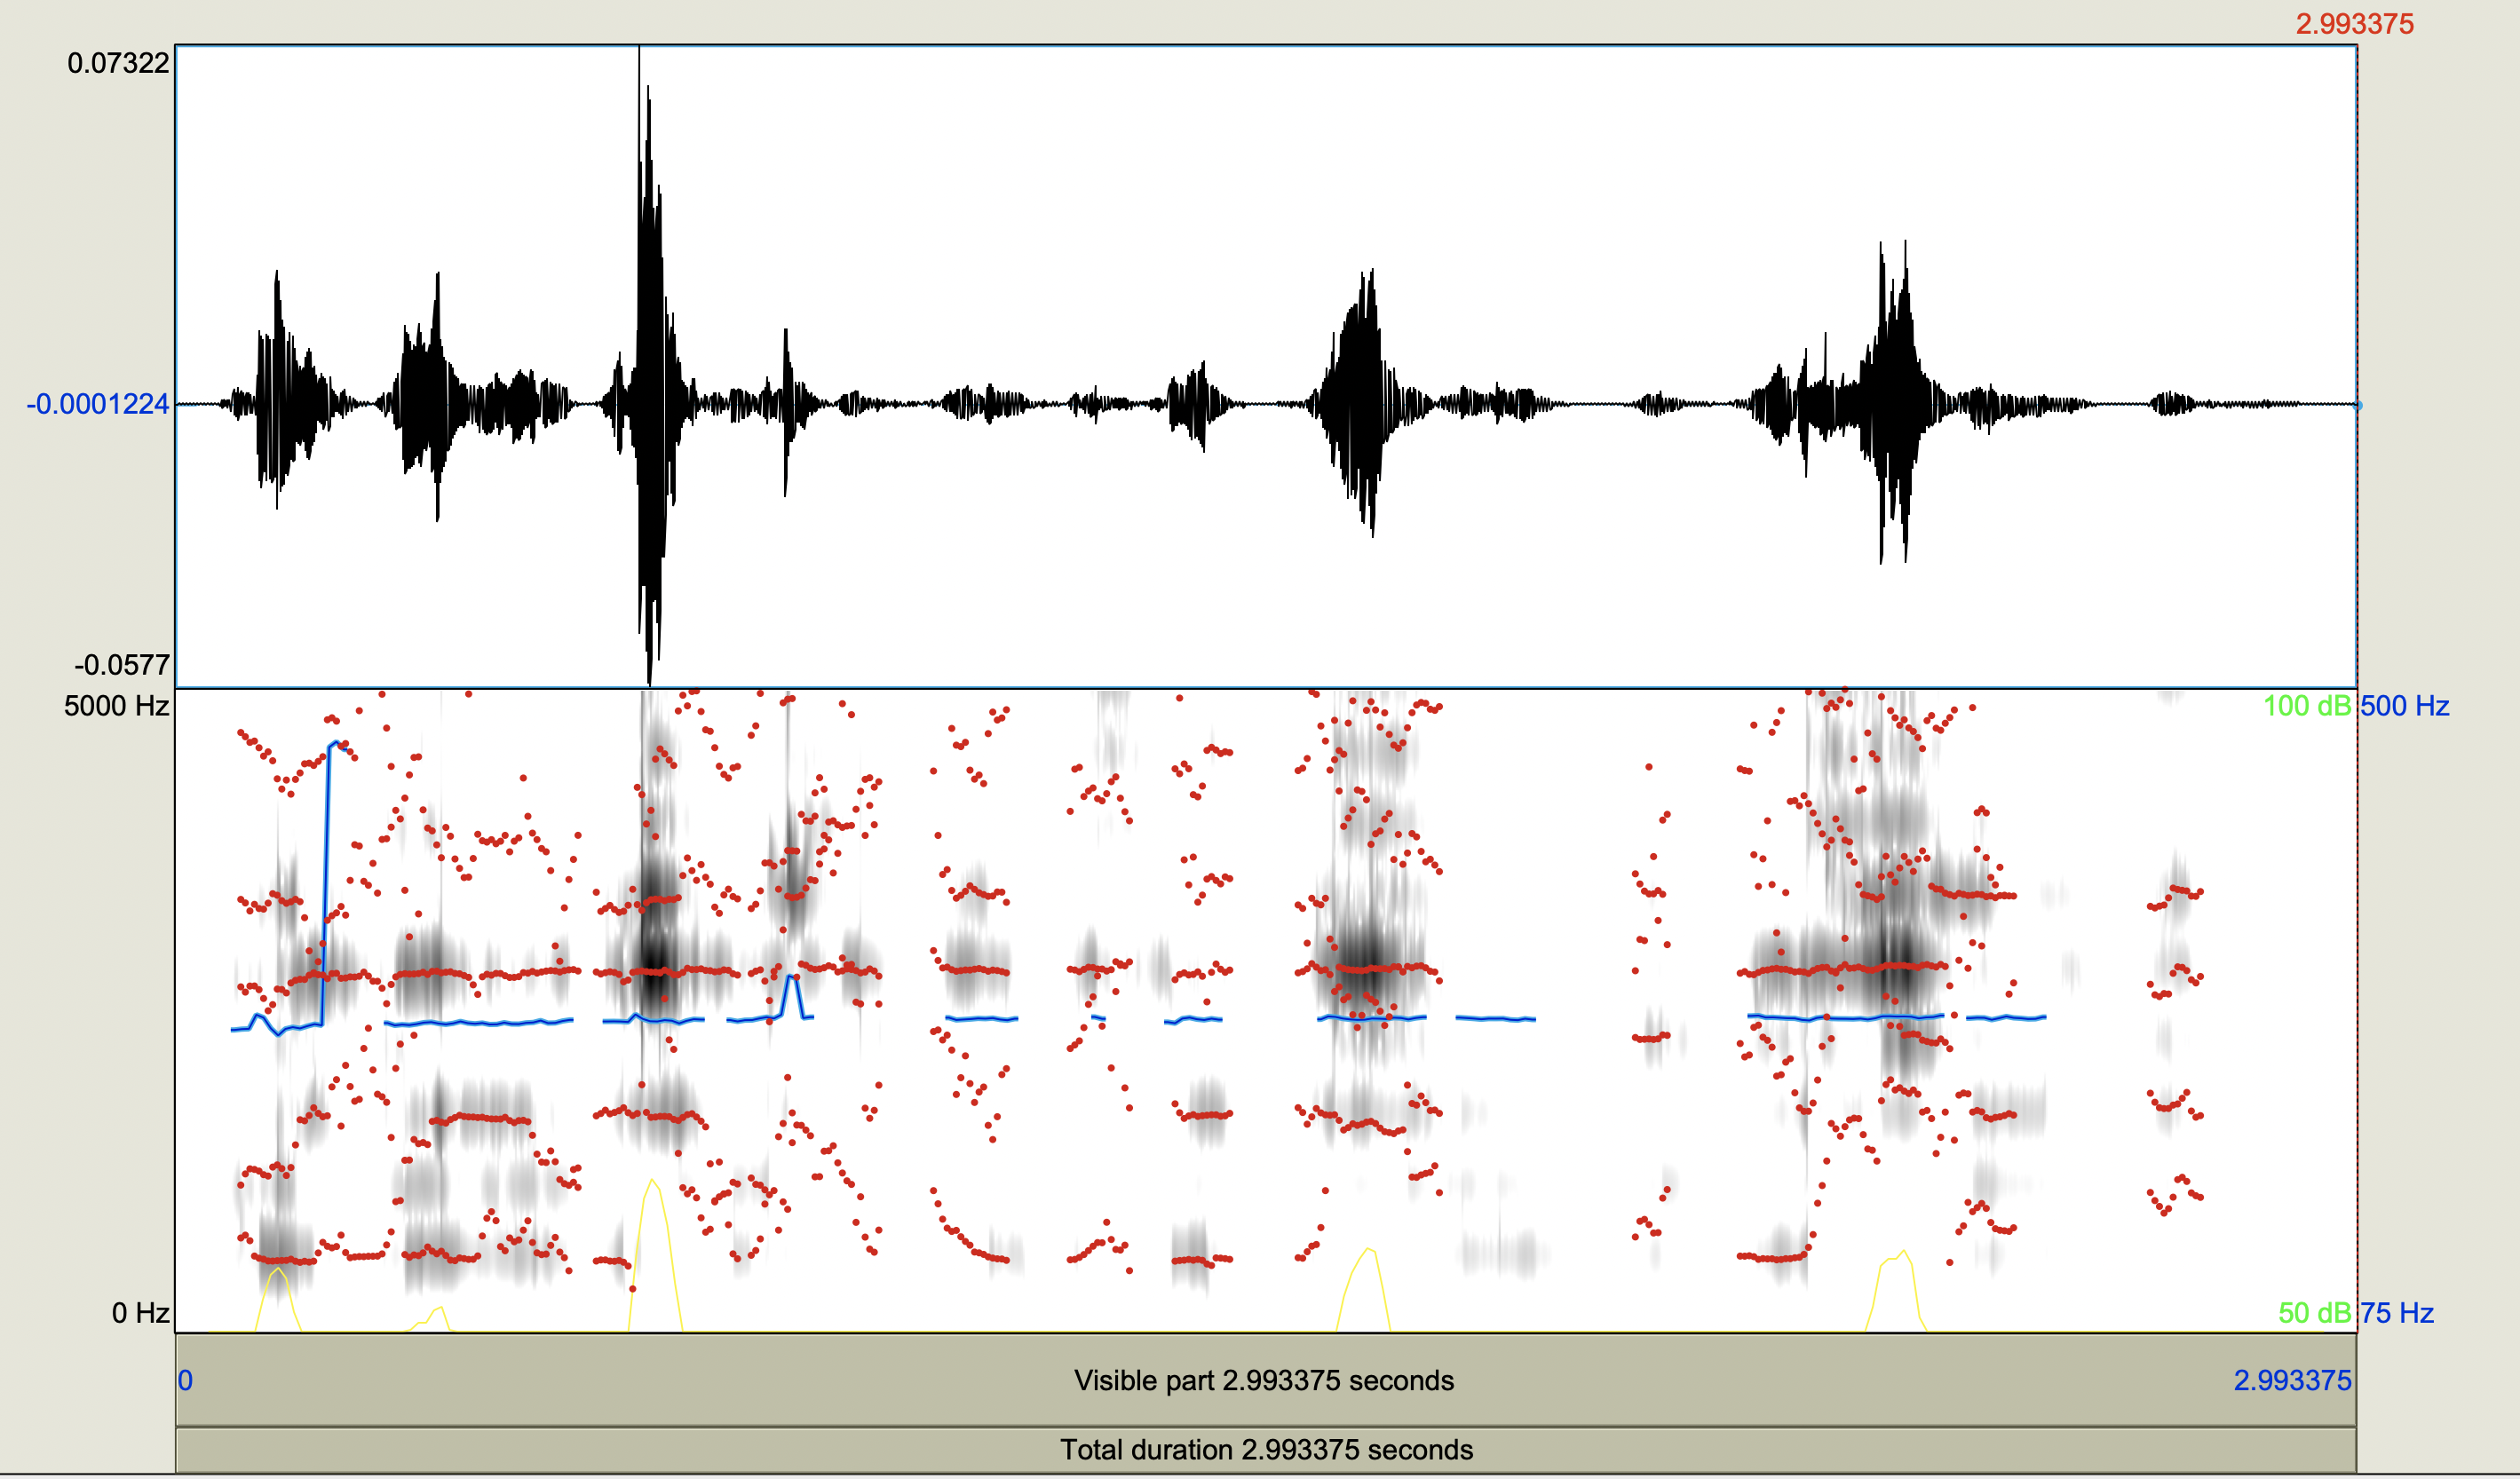 2.993375
0.07322
-0.0001224
-0.0577
5000 Hz 100 dB 500 Hz
0 Hz 50 dB 75 Hz
0 Visible part 2.993375 seconds 2.993375
Total duration 2.993375 seconds